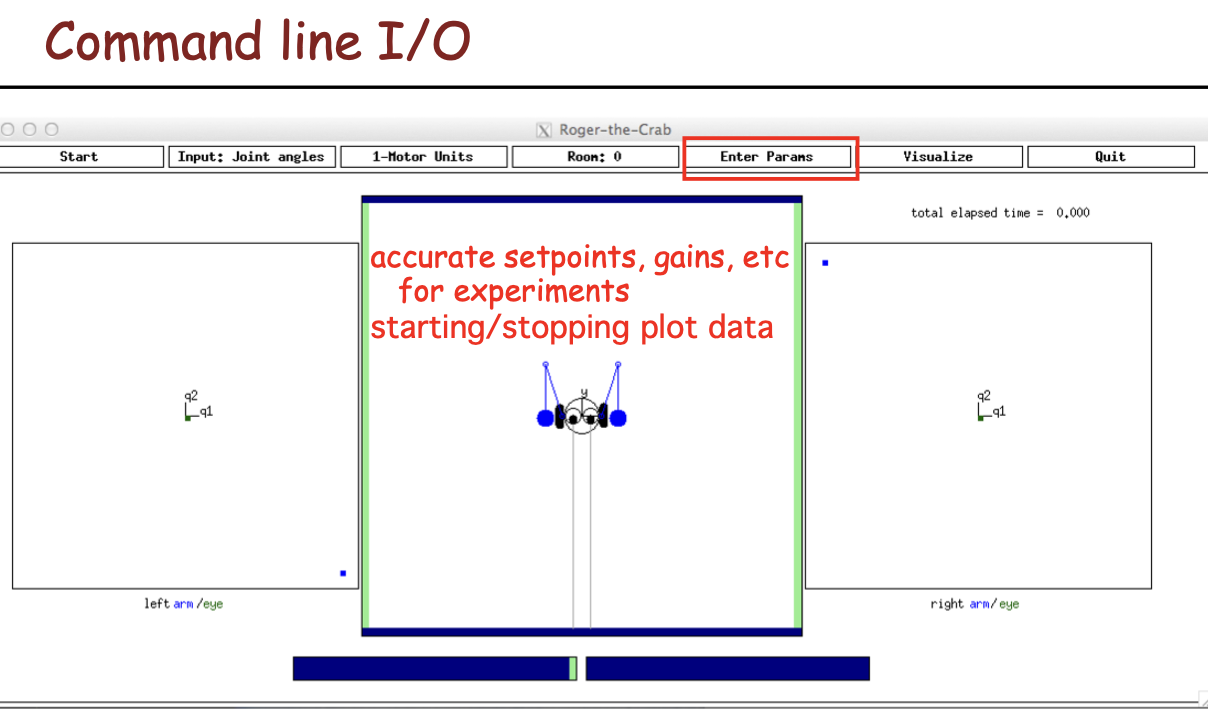 Command line I/O
Roger-the-Crab
Start
Input: Joint angles
1-Motor Units
Room: 0
Enter Params
Visualize
Quit
total elapsed time = 0.000
accurate setpoints, gains, etc
for experiments
starting/stopping plot data
y
q2
q1
q2
q1
left arm/eye
right arm/eye